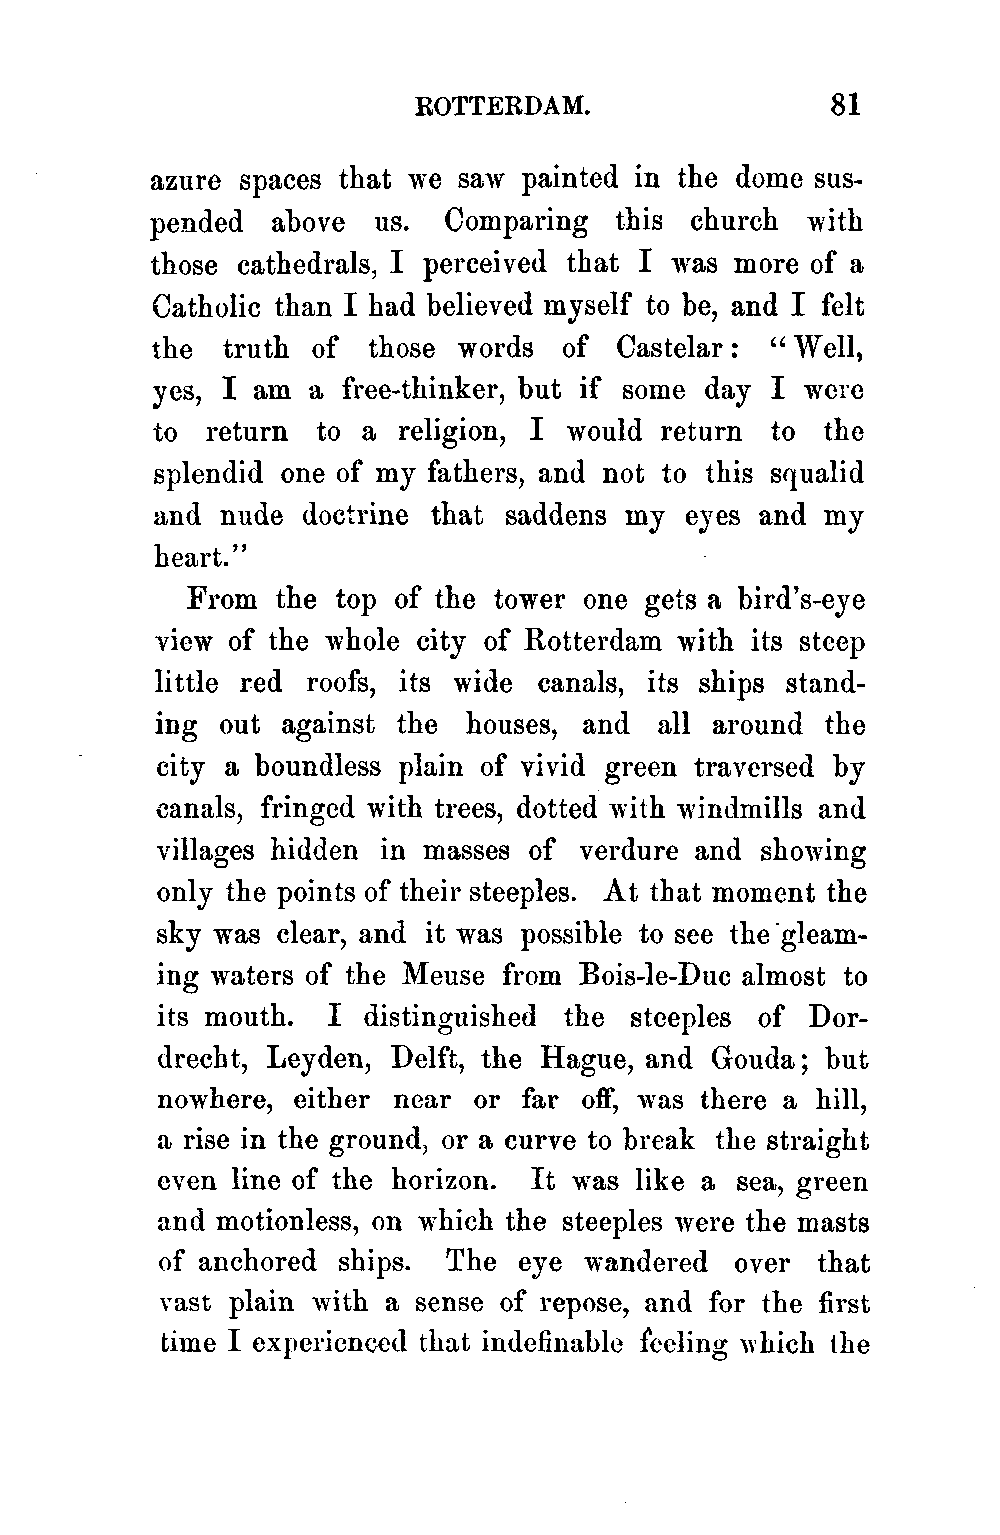 ROTTERDAM. 81
azure spaces that we saw painted in the dome sus-
pended above us. Comparing this church with
those cathedrals, I perceived that I was more of a
Catholic than I had believed myself to be, and I felt
the truth of those words of Castelar: “Well,
yes, I am a free-thinker, but if some day I were
to return to a religion, I would return to the
splendid one of my fathers, and not to this squalid
and nude doctrine that saddens my eyes and my
heart.”
From the top of the tower one gets a bird's-eye
view of the whole city of Rotterdam with its steep
little red roofs, its wide canals, its ships stand-
ing out against the houses, and all around the
city a boundless plain of vivid green traversed by
canals, fringed with trees, dotted with windmills and
villages hidden in masses of verdure and showing
only the points of their steeples. At that moment the
sky was clear, and it was possible to see the gleam-
ing waters of the Meuse from Bois-le-Duc almost to
its mouth. I distinguished the steeples of Dor-
drecht, Leyden, Delft, the Hague, and Gouda; but
nowhere, either near or far off, was there a hill,
a rise in the ground, or a curve to break the straight
even line of the horizon. It was like a sea, green
and motionless, on which the steeples were the masts
of anchored ships. The eye wandered over that
vast plain with a sense of repose, and for the first
time I experienced that indefinable feeling which the